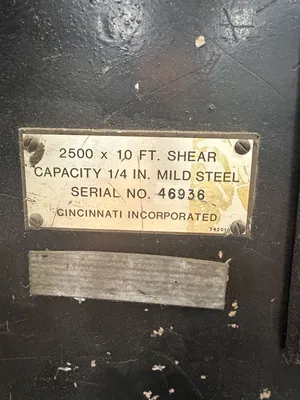 2500 x 10 FT. SHEAR
CAPACITY 1/4 IN. MILD STEEL
SERIAL NO. 46936
CINCINNATI INCORPORATED